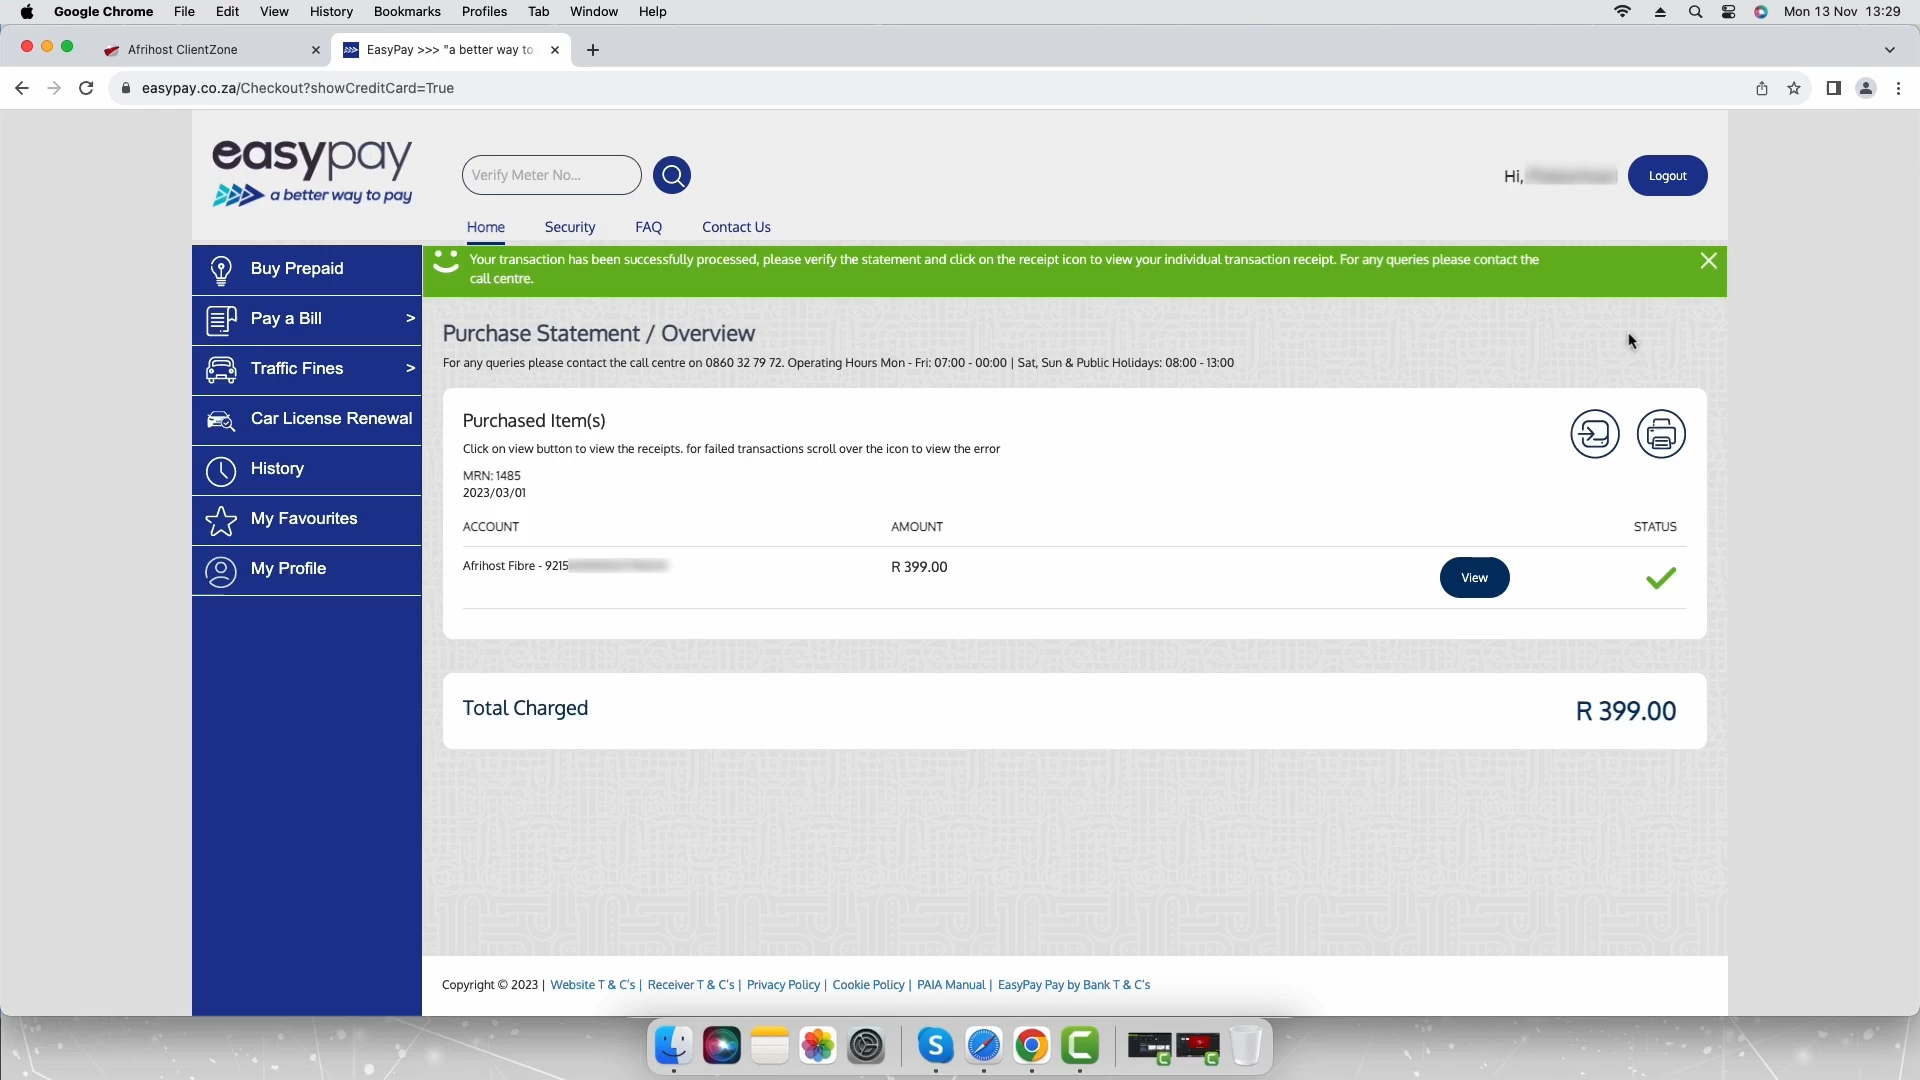 Google Chrome File Edit View History Bookmarks Profiles Tab Window Help Mon 13 Nov 13:29
Afrihost ClientZone
EasyPay >>> "a better way to
easypay.co.za/Checkout?showCreditCard=True
easypay
a better way to pay
Verify Meter No...
Hi,
Logout
Home Security FAQ Contact Us
Buy Prepaid
Pay a Bill >
Traffic Fines >
Car License Renewal
History
My Favourites
My Profile
Your transaction has been successfully processed, please verify the statement and click on the receipt icon to view your individual transaction receipt. For any queries please contact the
call centre.
Purchase Statement / Overview
For any queries please contact the call centre on 0860 32 79 72. Operating Hours Mon - Fri: 07:00 - 00:00 | Sat, Sun & Public Holidays: 08:00 - 13:00
Purchased Item(s)
Click on view button to view the receipts. for failed transactions scroll over the icon to view the error
MRN: 1485
2023/03/01
ACCOUNT AMOUNT STATUS
Afrihost Fibre - 9215 R 399.00 View
Total Charged R 399.00
Copyright © 2023 | Website T & C's | Receiver T & C's | Privacy Policy | Cookie Policy | PAIA Manual | EasyPay Pay by Bank T & C's